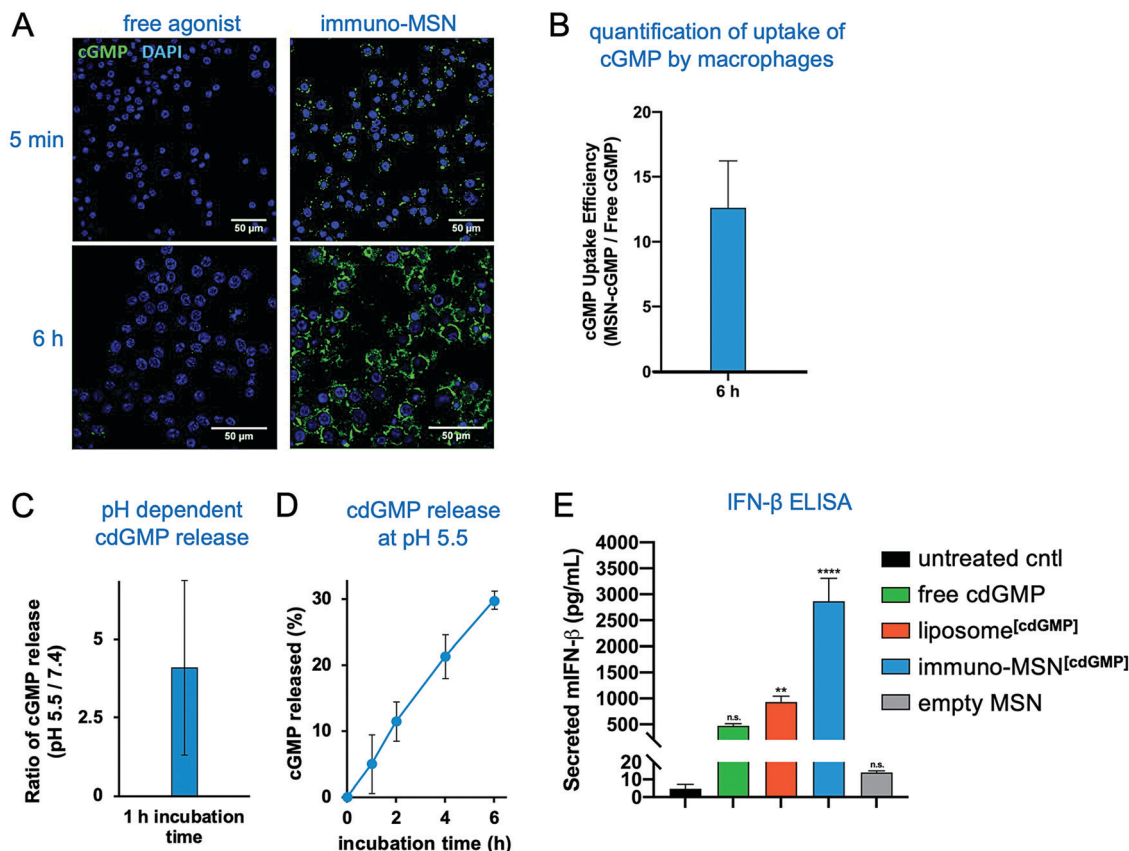 A
free agonist
immuno-MSN
cGMP DAPI
5 min
50 µm
50 µm
6 h
50 µm
50 µm
B
quantification of uptake of
cGMP by macrophages
cGMP Uptake Efficiency
(MSN-cGMP / Free cGMP)
20
15
10
5
0
6 h
C
pH dependent
cdGMP release
Ratio of cGMP release
(pH 5.5 / 7.4)
5
2.5
0
1 h incubation
time
D
cdGMP release
at pH 5.5
cGMP released (%)
30
20
10
0
0 2 4 6
incubation time (h)
E
IFN-β ELISA
Secreted mIFN-β (pg/mL)
4000
3500
3000
2500
2000
1500
1000
500
20
10
0
n.s.
**
****
n.s.
untreated cntl
free cdGMP
liposome[cdGMP]
immuno-MSN[cdGMP]
empty MSN